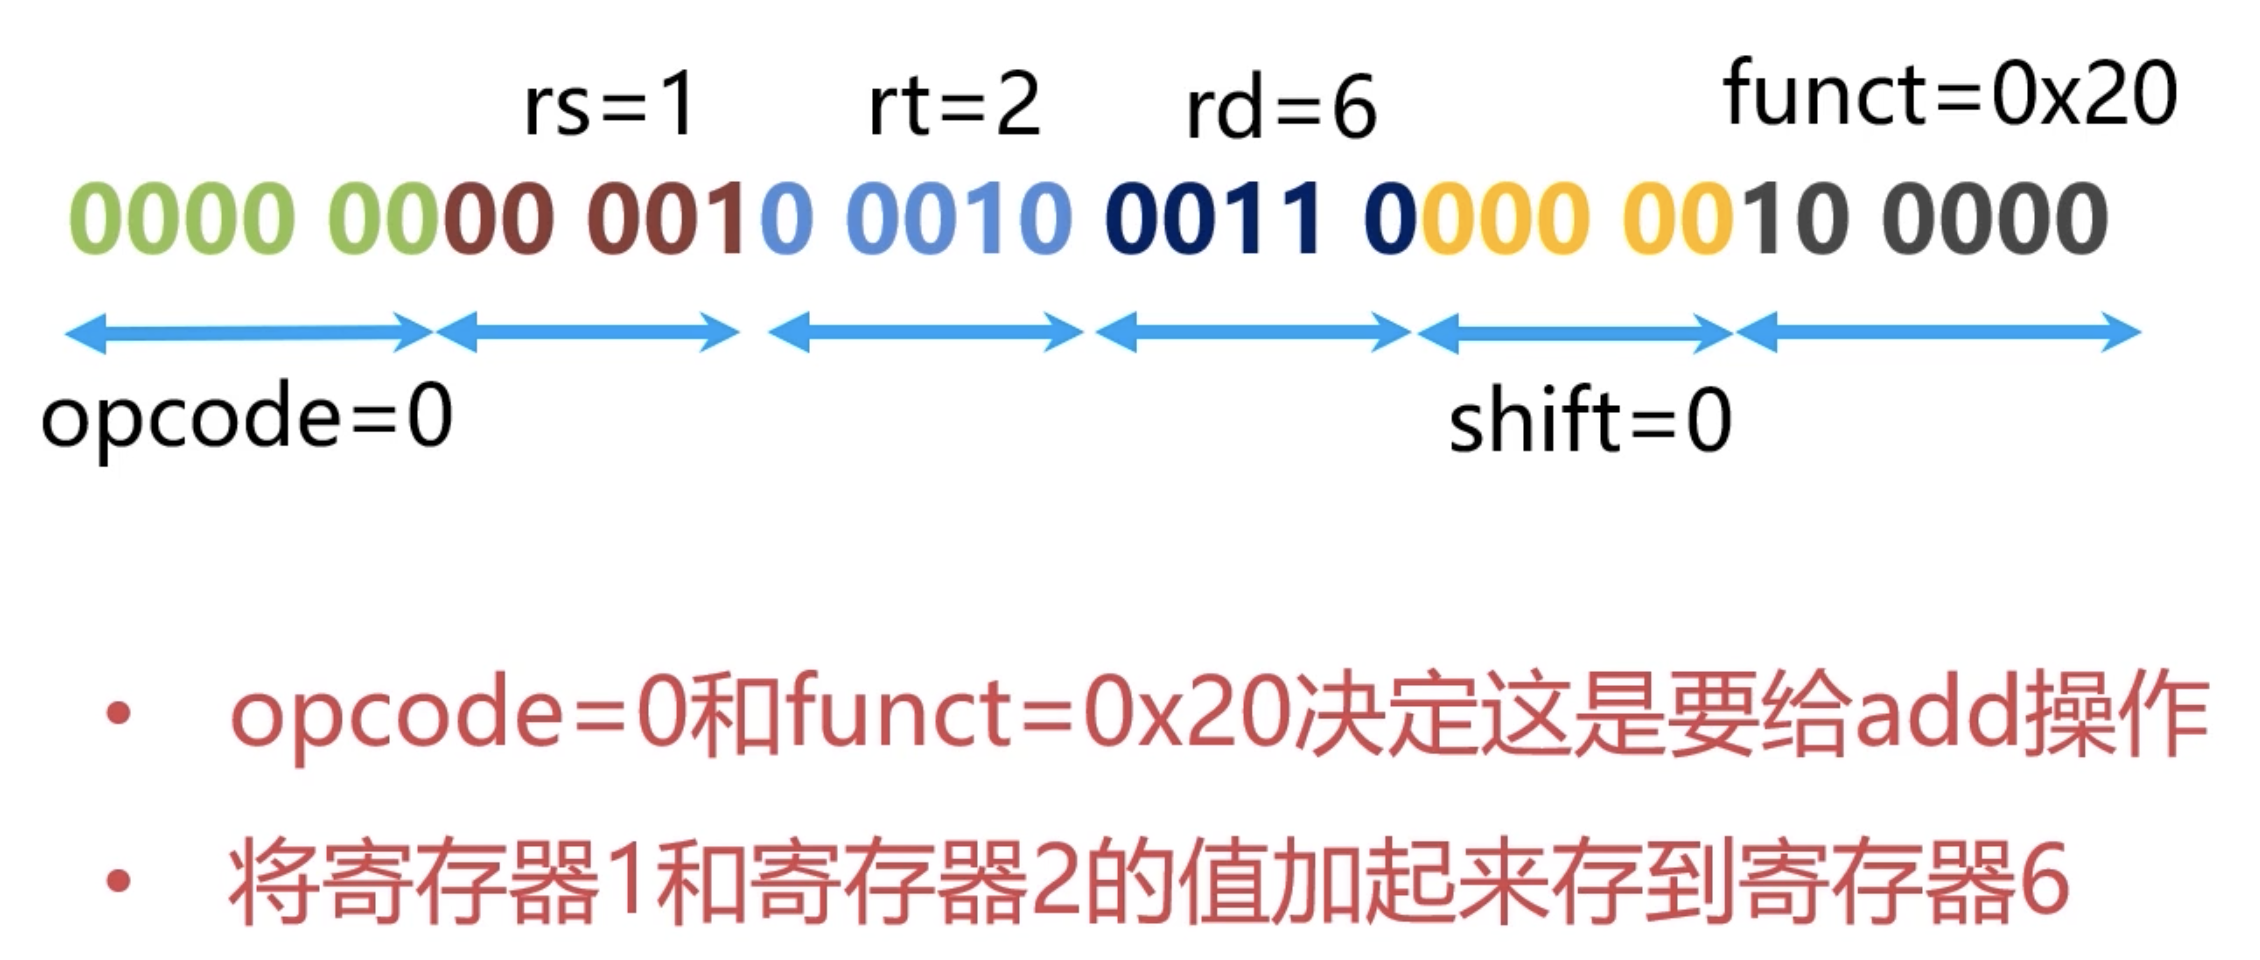 rs=1 rt=2 rd=6 funct=0x20
0000 0000 0010 0010 0011 0000 0010 0000
opcode=0 shift=0
• opcode=0和funct=0x20决定这是要给add操作
• 将寄存器1和寄存器2的值加起来存到寄存器6